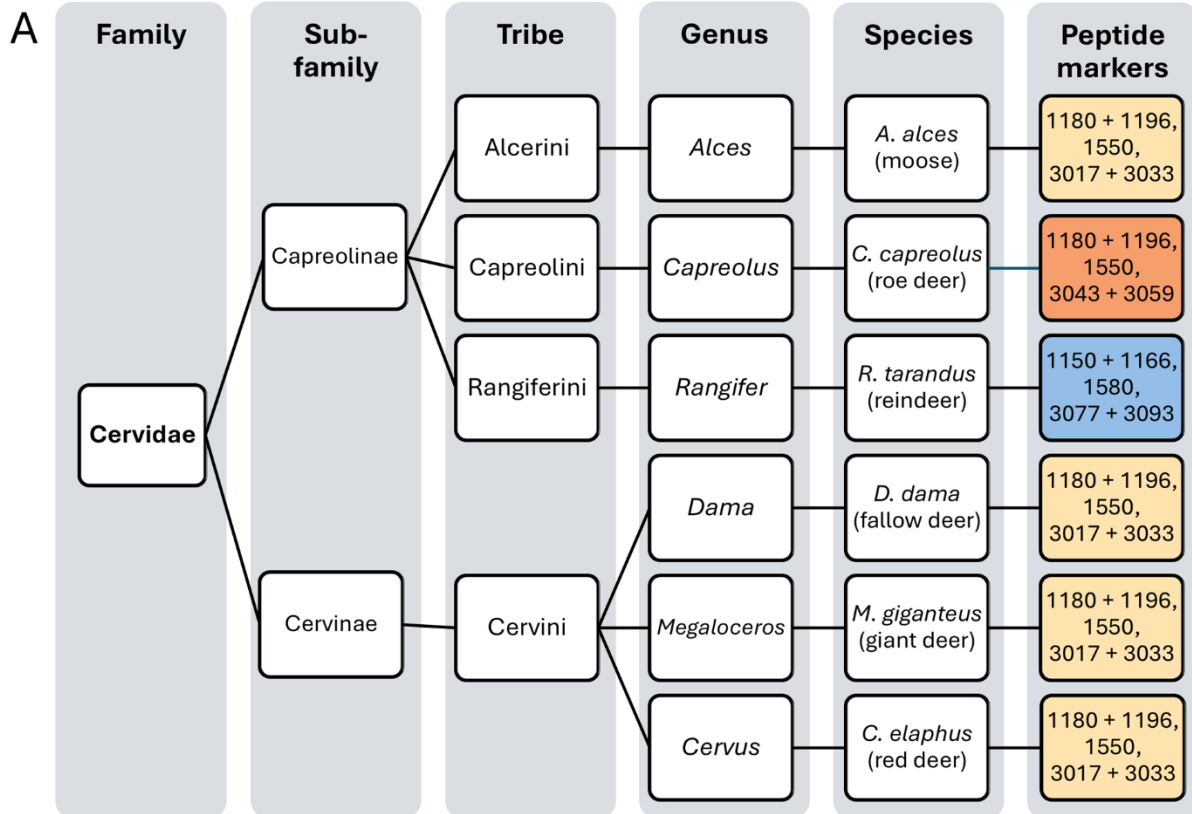 A
Family
Sub-
family
Tribe
Genus
Species
Peptide
markers
Cervidae
Capreolinae
Cervinae
Alcerini
Capreolini
Rangiferini
Cervini
Alces
Capreolus
Rangifer
Dama
Megaloceros
Cervus
A. alces
(moose)
C. capreolus
(roe deer)
R. tarandus
(reindeer)
D. dama
(fallow deer)
M. giganteus
(giant deer)
C. elaphus
(red deer)
1180 + 1196,
1550,
3017 + 3033
1180 + 1196,
1550,
3043 + 3059
1150 + 1166,
1580,
3077 + 3093
1180 + 1196,
1550,
3017 + 3033
1180 + 1196,
1550,
3017 + 3033
1180 + 1196,
1550,
3017 + 3033